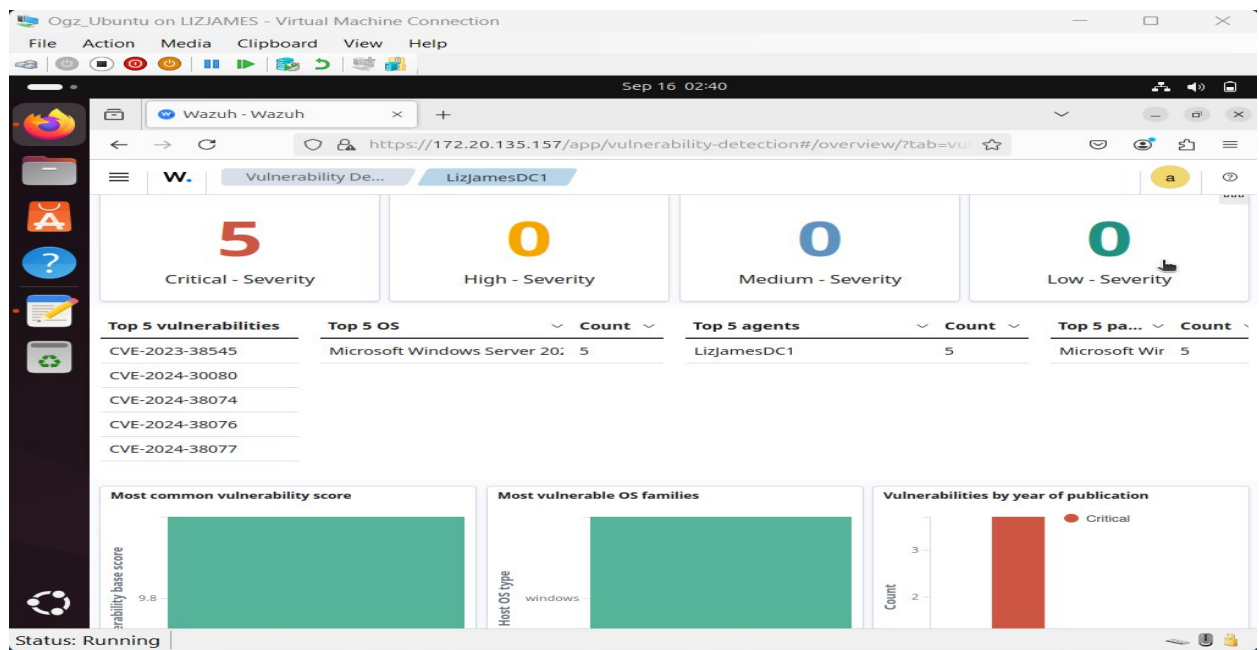 Ogz_Ubuntu on LIZJAMES - Virtual Machine Connection
File Action Media Clipboard View Help
Sep 16 02:40
Wazuh - Wazuh
https://172.20.135.157/app/vulnerability-detection#/overview/?tab=vul
W. Vulnerability De... LizJamesDC1 a
5 0 0 0
Critical - Severity High - Severity Medium - Severity Low - Severity
Top 5 vulnerabilities Top 5 OS Count Top 5 agents Count Top 5 pa... Count
CVE-2023-38545 Microsoft Windows Server 5 LizJamesDC1 5 Microsoft 5
CVE-2024-30080
CVE-2024-38074
CVE-2024-38076
CVE-2024-38077
Most common vulnerability score Most vulnerable OS families Vulnerabilities by year of publication
Critical
3
base score Host OS type Count
9.8 windows 2
Status: Running